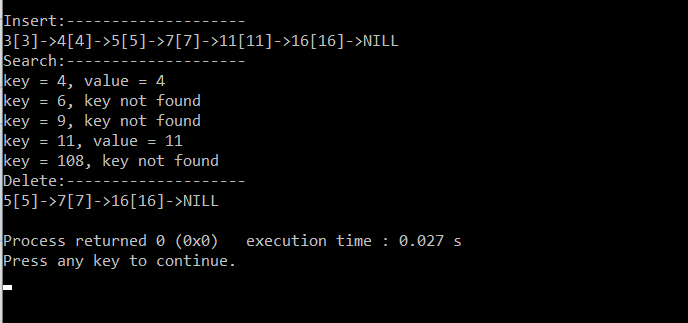 Insert:--------------------
3[3]->4[4]->5[5]->7[7]->11[11]->16[16]->NILL
Search:--------------------
key = 4, value = 4
key = 6, key not found
key = 9, key not found
key = 11, value = 11
key = 108, key not found
Delete:--------------------
5[5]->7[7]->16[16]->NILL
Process returned 0 (0x0)   execution time : 0.027 s
Press any key to continue.